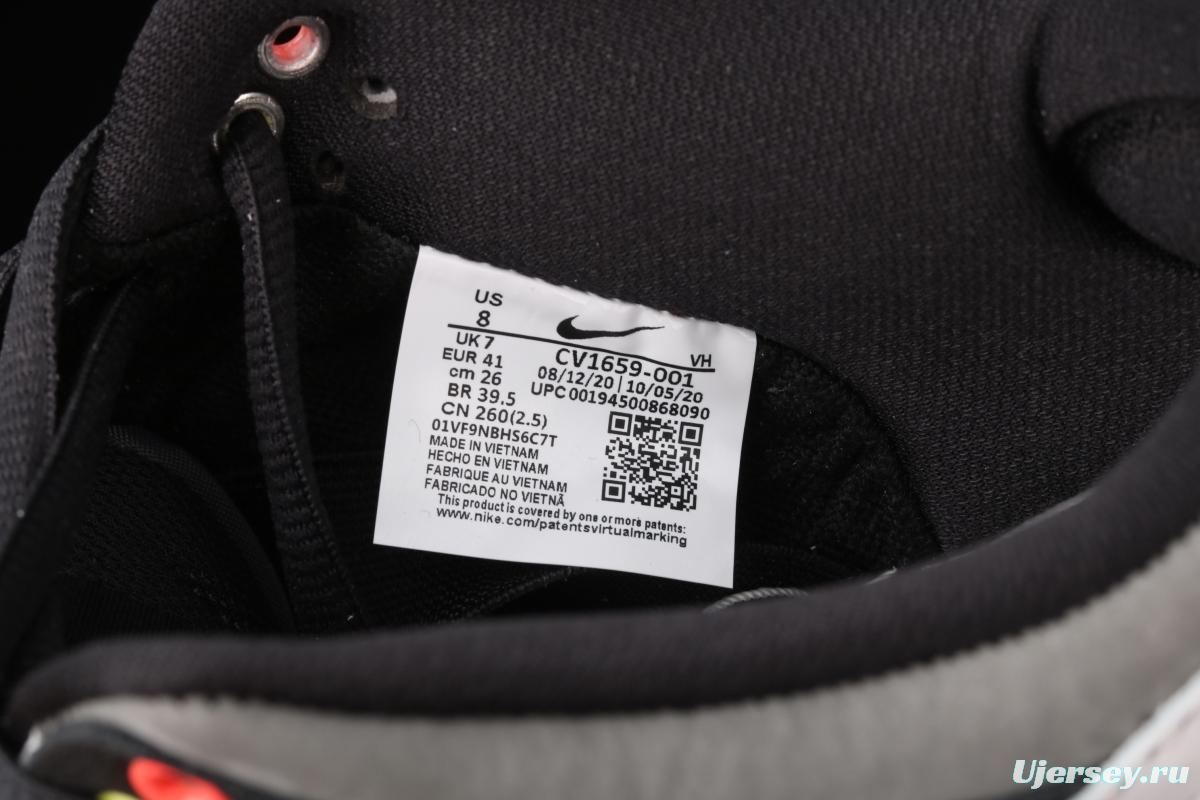 US
8
VH
UK 7
CV1659-001
EUR 41
08/12/20|10/05/20
cm 26
UPC 00194500868090
BR 39.5
CN 260(2.5)
01VF9NBHS6C7T
MADE IN VIETNAM
HECHO EN VIETNAM
FABRIQUE AU VIETNAM
FABRICADO NO VIETNÃ
This product is covered by one or more patents:
www.nike.com/patentsvirtualmarking
Ujersey.ru